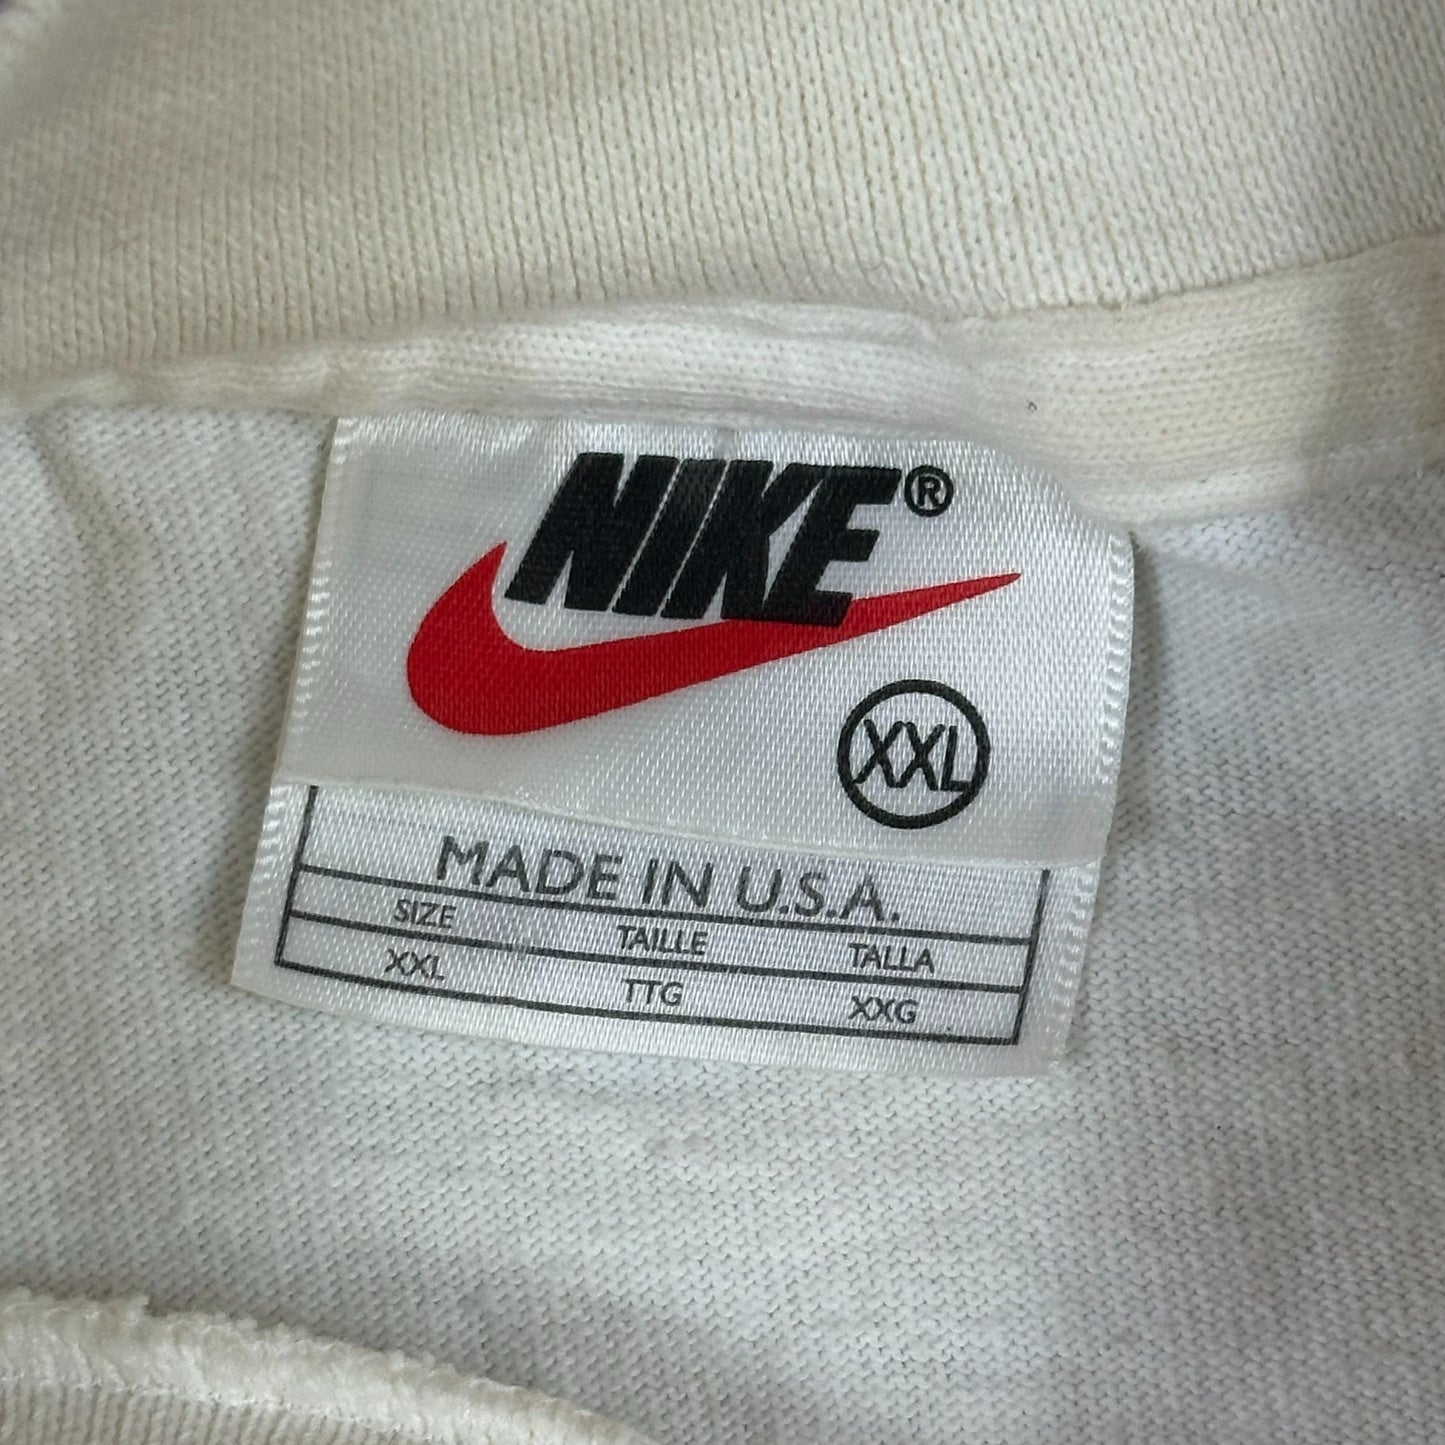 NIKE®
XXL
MADE IN U.S.A.
SIZE TAILLE TALLA
XXL TTG XXG